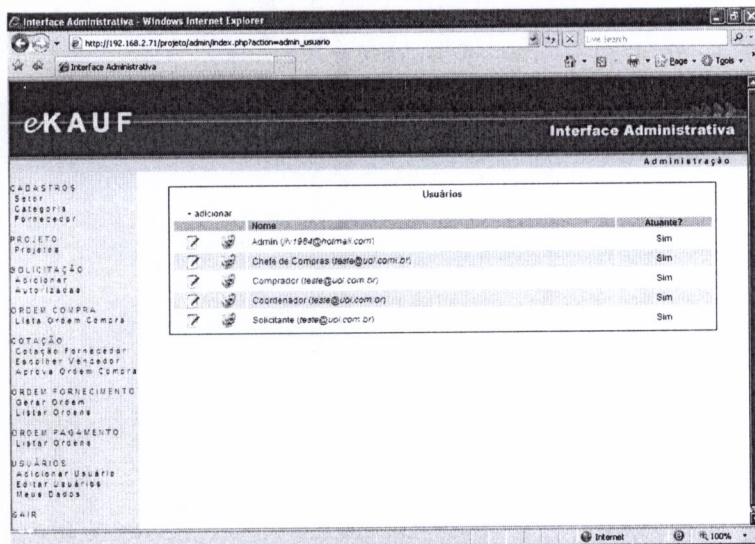 Interface Administrativa - Windows Internet Explorer
http://192.168.2.71/projeto/admin/index.php?action=admin_usuario
Live Search
Interface Administrativa
Page
Tools
eKAUF
Interface Administrativa
Administração
CADASTROS
Setor
Categoria
Fornecedor
PROJETO
Projetos
SOLICITAÇÃO
Adicionar
Autorizadas
ORDEM COMPRA
Lista Ordem Compra
COTAÇÃO
Cotação Fornecedor
Escolher Vencedor
Aprova Ordem Compra
ORDEM FORNECIMENTO
Gerar Ordem
Listar Ordens
ORDEM PAGAMENTO
Listar Ordens
USUÁRIOS
Adicionar Usuário
Editar Usuários
Meus Dados
SAIR
Usuários
+ adicionar
Nome Atuante?
Admin (jlv1984@hotmail.com) Sim
Chefe de Compras (teste@uol.com.br) Sim
Comprador (teste@uol.com.br) Sim
Coordenador (teste@uol.com.br) Sim
Solicitante (teste@uol.com.br) Sim
Internet
100%